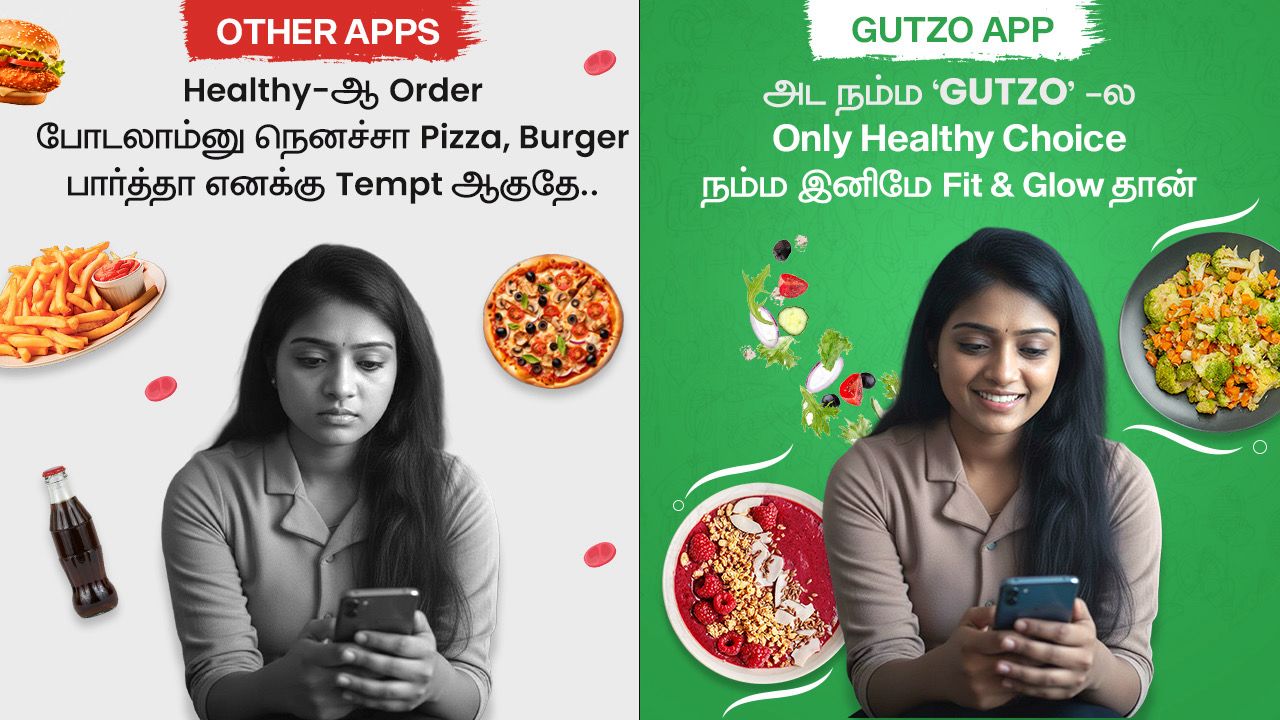 OTHER APPS
Healthy-ஆ Order
போடலாம்னு நெனச்சா Pizza, Burger
பார்த்தா எனக்கு Tempt ஆகுதே..
GUTZO APP
அட நம்ம ‘GUTZO’ –ல
Only Healthy Choice
நம்ம இனிமே Fit & Glow தான்